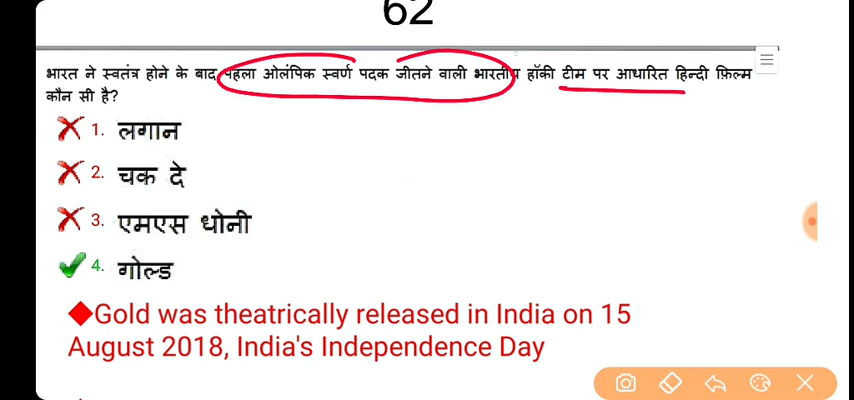 62
भारत ने स्वतंत्र होने के बाद पहला ओलंपिक स्वर्ण पदक जीतने वाली भारतीय हॉकी टीम पर आधारित हिन्दी फ़िल्म
कौन सी है?
1. लगान
2. चक दे
3. एमएस धोनी
4. गोल्ड
Gold was theatrically released in India on 15
August 2018, India's Independence Day